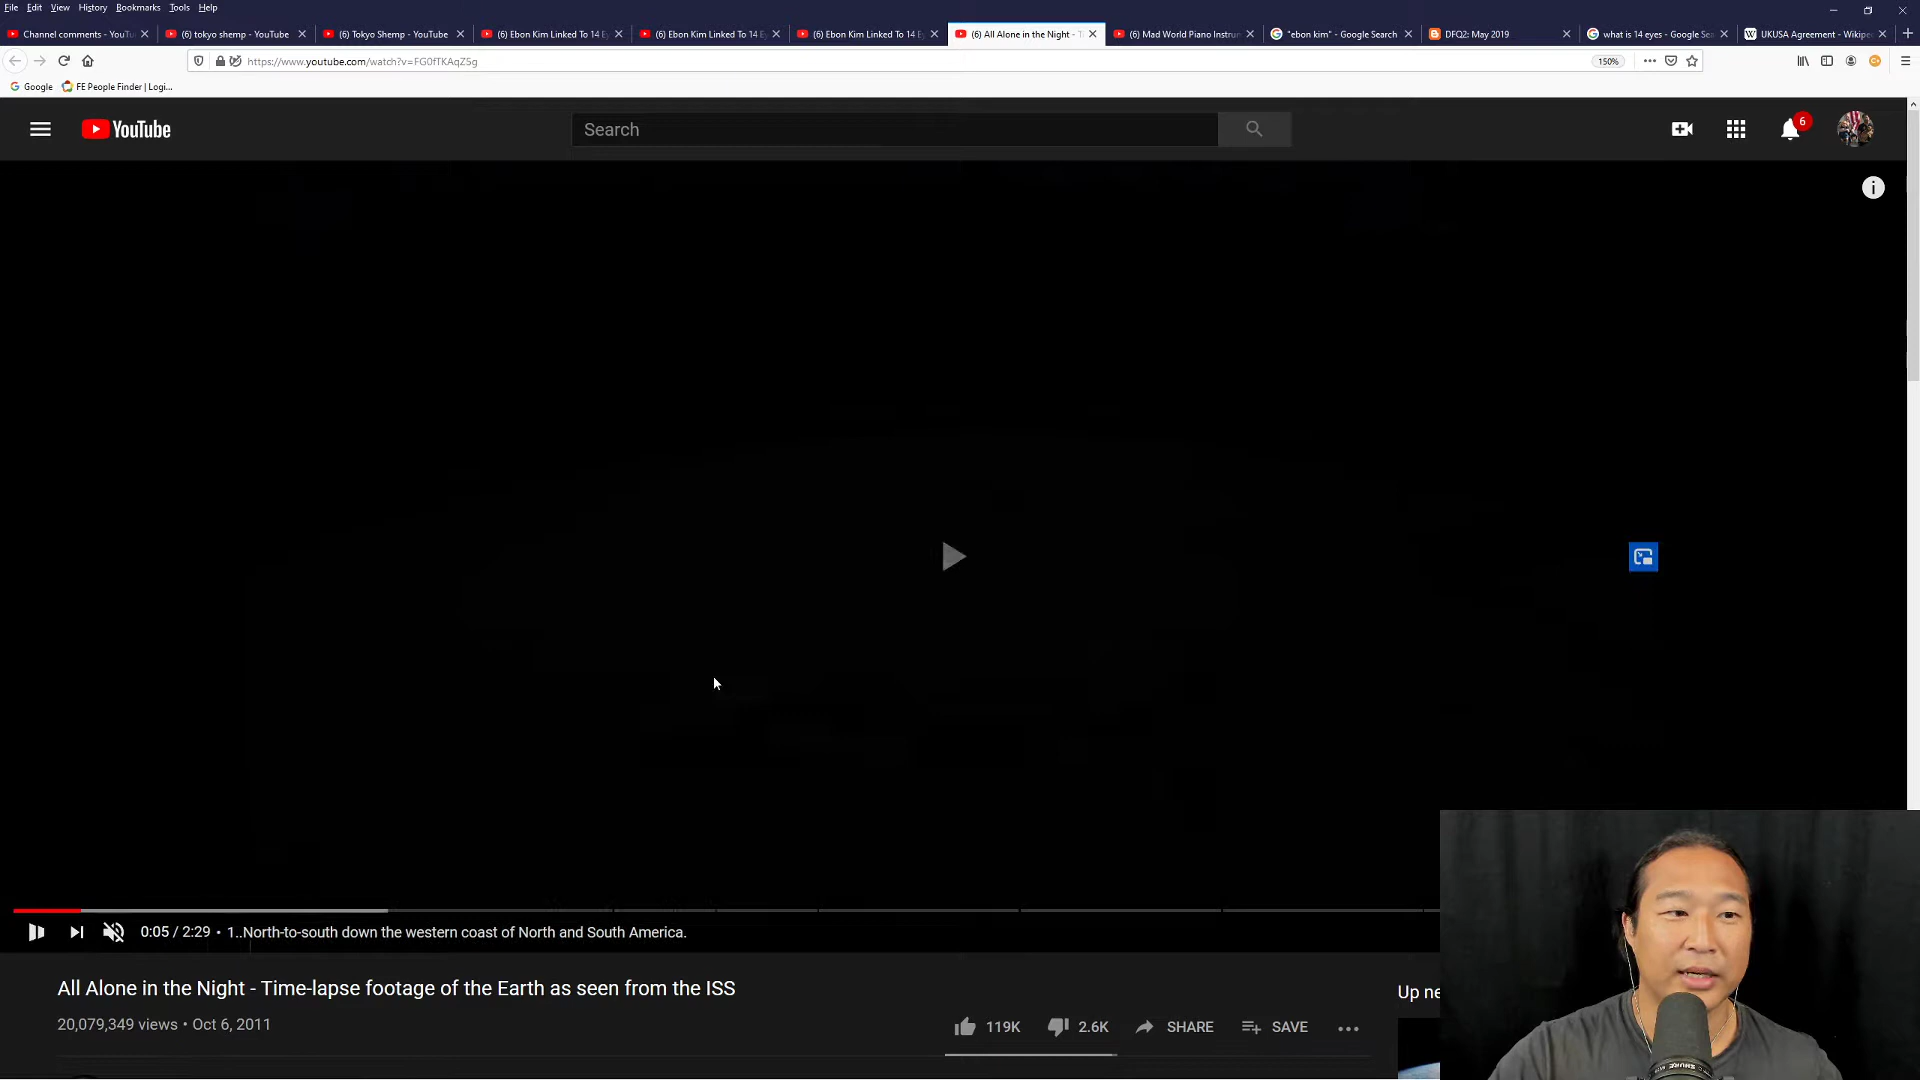 File Edit View History Bookmarks Tools Help
Channel comments - YouTu
(6) tokyo shemp - YouTube
(6) Tokyo Shemp - YouTube
(6) Ebon Kim Linked To 14 Ey
(6) Ebon Kim Linked To 14 Ey
(6) Ebon Kim Linked To 14 Ey
(6) All Alone in the Night - T
(6) Mad World Piano Instrum
"ebon kim" - Google Search
DFQ2: May 2019
what is 14 eyes - Google Sea
UKUSA Agreement - Wikipe
https://www.youtube.com/watch?v=FG0fTKAqZ5g
150%
Google
FE People Finder | Logi...
YouTube
Search
6
0:05 / 2:29 • 1..North-to-south down the western coast of North and South America.
All Alone in the Night - Time-lapse footage of the Earth as seen from the ISS
20,079,349 views • Oct 6, 2011
119K
2.6K
SHARE
SAVE
Up ne
SHURE